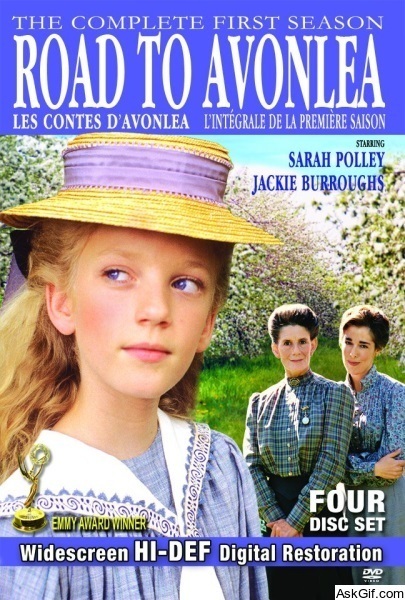 THE COMPLETE FIRST SEASON
ROAD TO AVONLEA
LES CONTES D'AVONLEA L'INTÉGRALE DE LA PREMIÈRE SAISON
STARRING
SARAH POLLEY
JACKIE BURROUGHS
EMMY AWARD WINNER
FOUR
DISC SET
Widescreen HI-DEF Digital Restoration
DVD
VIDEO
AskGif.com